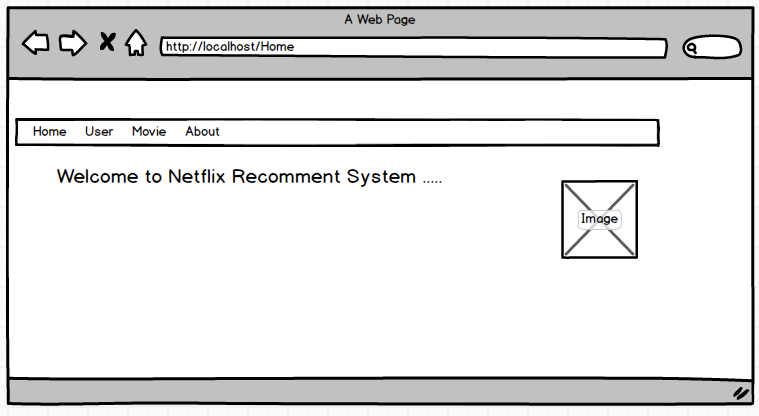 A Web Page
http://localhost/Home
Home User Movie About
Welcome to Netflix Recomment System .....
Image